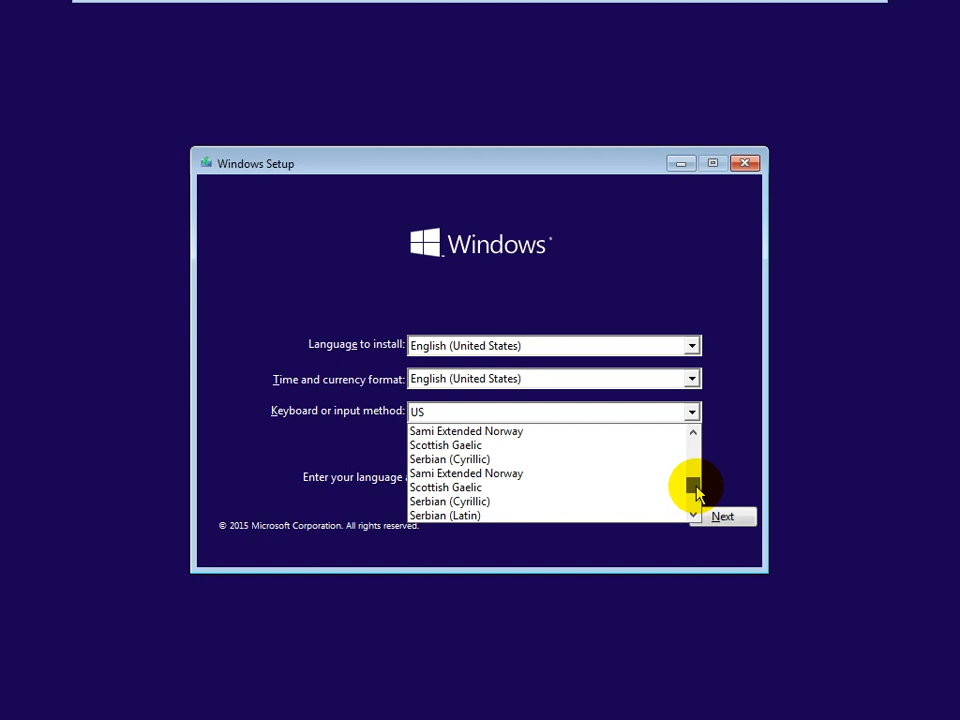 Windows Setup
Windows
Language to install: English (United States)
Time and currency format: English (United States)
Keyboard or input method: US
Sami Extended Norway
Scottish Gaelic
Serbian (Cyrillic)
Enter your language
Sami Extended Norway
Scottish Gaelic
Serbian (Cyrillic)
Serbian (Latin)
Next
© 2015 Microsoft Corporation. All rights reserved.